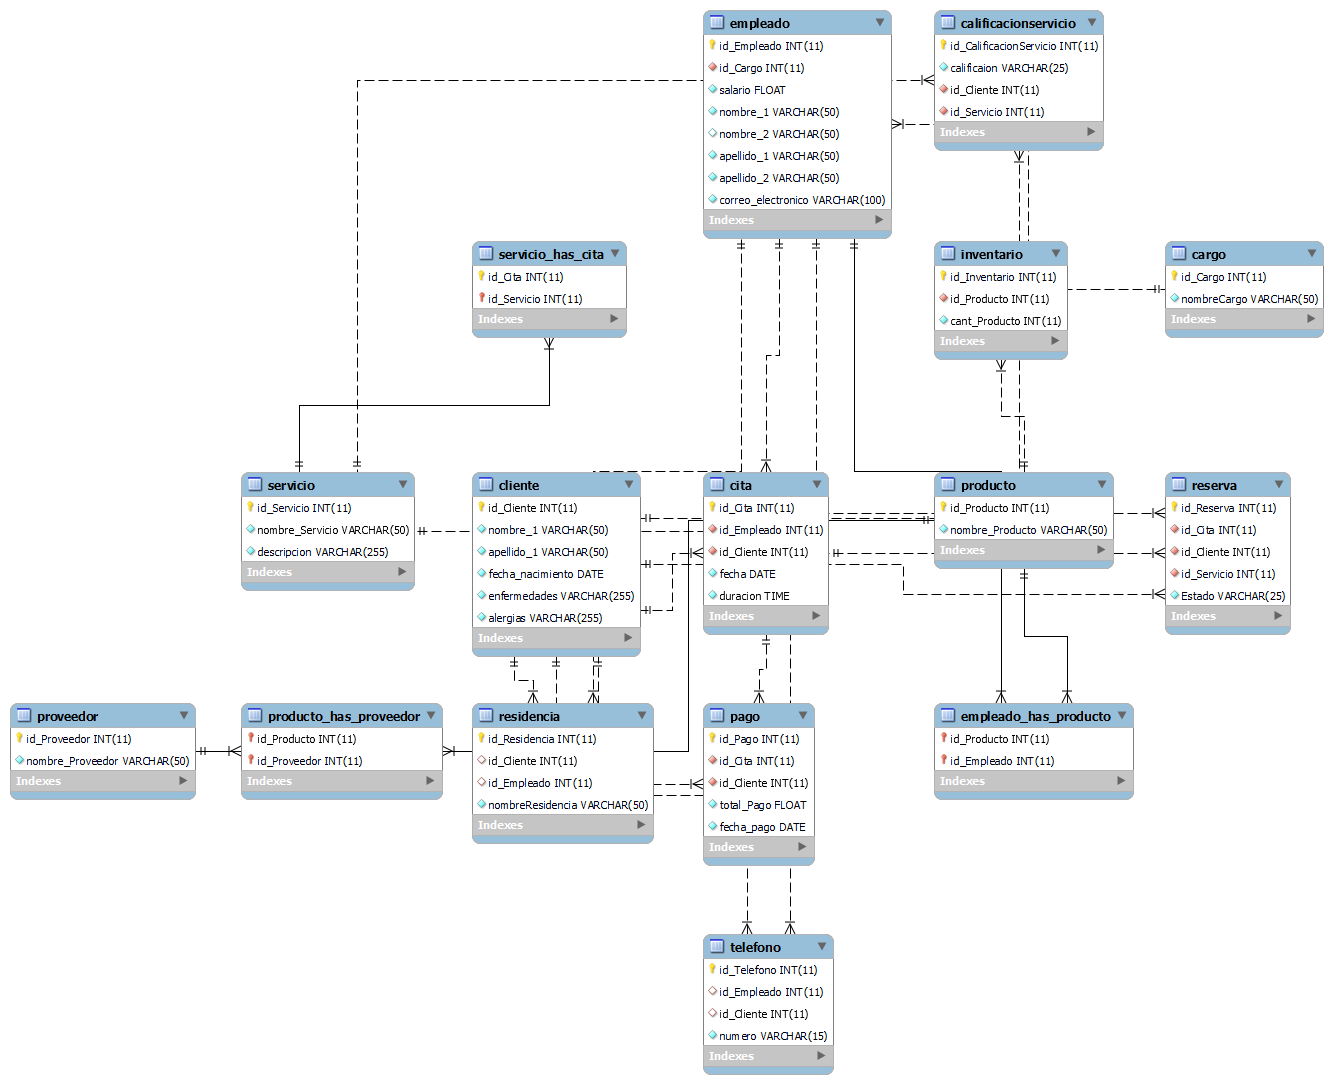 empleado
id_Empleado INT(11)
id_Cargo INT(11)
salario FLOAT
nombre_1 VARCHAR(50)
nombre_2 VARCHAR(50)
apellido_1 VARCHAR(50)
apellido_2 VARCHAR(50)
correo_electronico VARCHAR(100)
Indexes
calificacionservicio
id_CalificacionServicio INT(11)
calificaion VARCHAR(25)
id_Cliente INT(11)
id_Servicio INT(11)
Indexes
servicio_has_cita
id_Cita INT(11)
id_Servicio INT(11)
Indexes
inventario
id_Inventario INT(11)
id_Producto INT(11)
cant_Producto INT(11)
Indexes
cargo
id_Cargo INT(11)
nombreCargo VARCHAR(50)
Indexes
servicio
id_Servicio INT(11)
nombre_Servicio VARCHAR(50)
descripcion VARCHAR(255)
Indexes
cliente
id_Cliente INT(11)
nombre_1 VARCHAR(50)
apellido_1 VARCHAR(50)
fecha_nacimiento DATE
enfermedades VARCHAR(255)
alergias VARCHAR(255)
Indexes
cita
id_Cita INT(11)
id_Empleado INT(11)
id_Cliente INT(11)
fecha DATE
duracion TIME
Indexes
producto
id_Producto INT(11)
nombre_Producto VARCHAR(50)
Indexes
reserva
id_Reserva INT(11)
id_Cita INT(11)
id_Cliente INT(11)
id_Servicio INT(11)
Estado VARCHAR(25)
Indexes
proveedor
id_Proveedor INT(11)
nombre_Proveedor VARCHAR(50)
Indexes
producto_has_proveedor
id_Producto INT(11)
id_Proveedor INT(11)
Indexes
residencia
id_Residencia INT(11)
id_Cliente INT(11)
id_Empleado INT(11)
nombreResidencia VARCHAR(50)
Indexes
pago
id_Pago INT(11)
id_Cita INT(11)
id_Cliente INT(11)
total_Pago FLOAT
fecha_pago DATE
Indexes
empleado_has_producto
id_Producto INT(11)
id_Empleado INT(11)
Indexes
telefono
id_Telefono INT(11)
id_Empleado INT(11)
id_Cliente INT(11)
numero VARCHAR(15)
Indexes